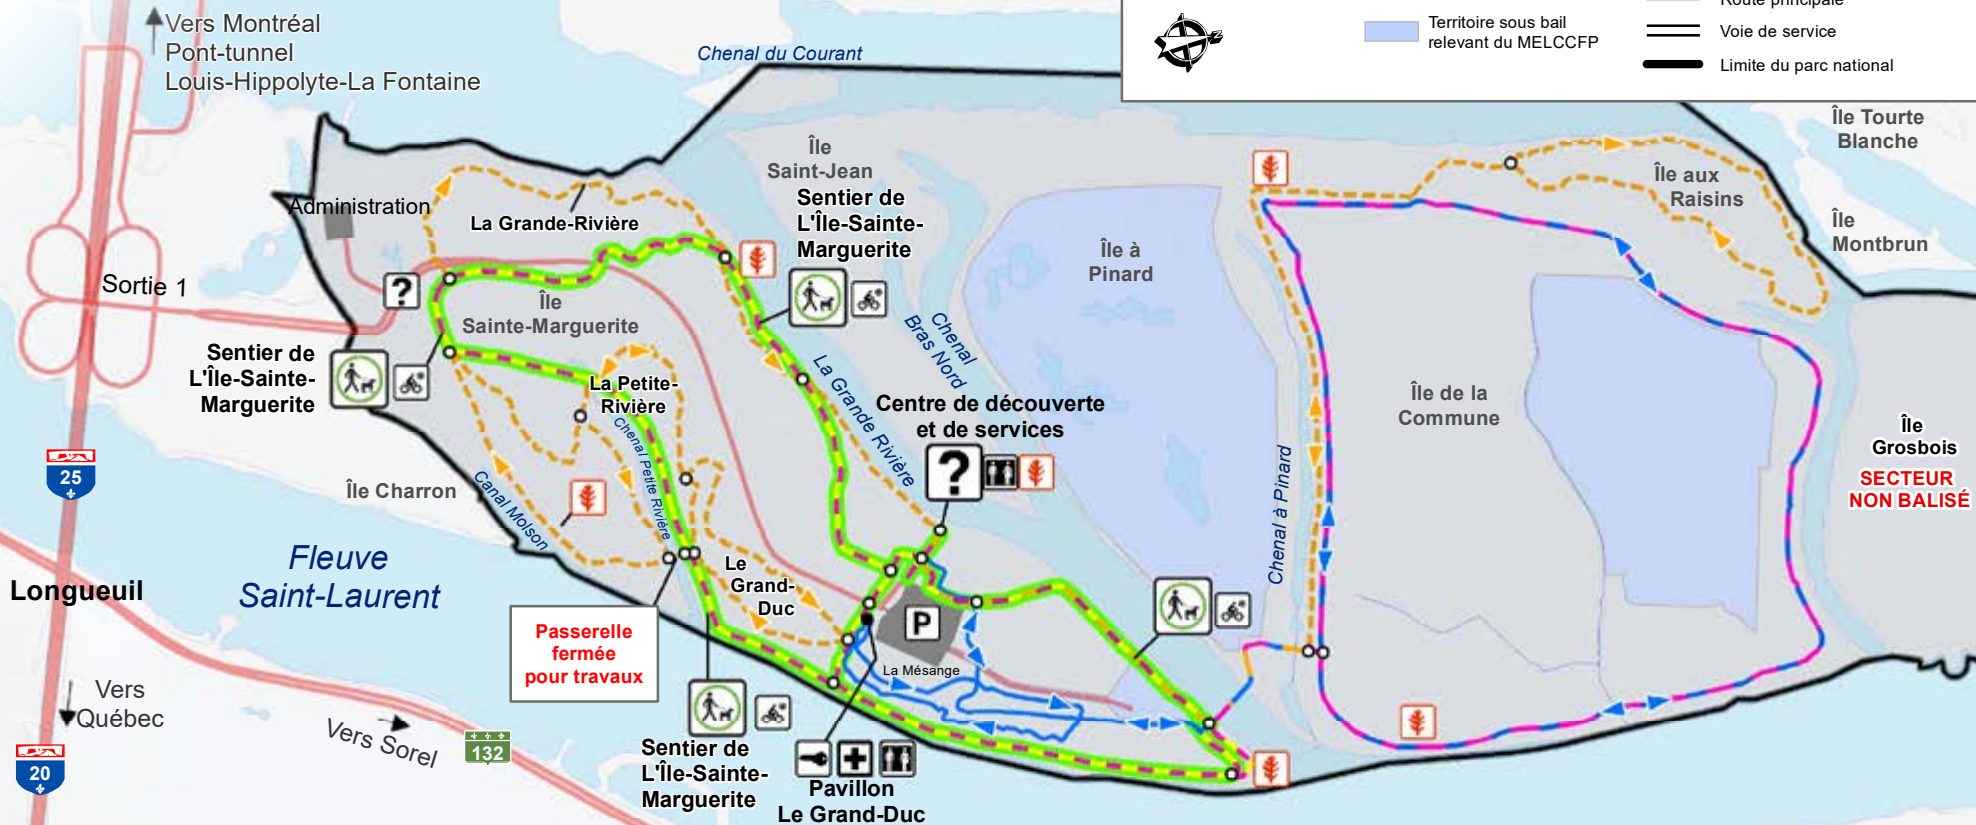 Vers Montréal
Pont-tunnel
Louis-Hippolyte-La Fontaine
Chenal du Courant
Route principale
Territoire sous bail
relevant du MELCCFP
Voie de service
Limite du parc national
Île Tourte
Blanche
Île
Saint-Jean
Sentier de
L'Île-Sainte-
Marguerite
Île aux
Raisins
Île
Montbrun
Administration
La Grande-Rivière
Île à
Pinard
Sortie 1
?
Île
Sainte-Marguerite
Chenal
Bras Nord
Sentier de
L'Île-Sainte-
Marguerite
La Petite-
Rivière
La Grande Rivière
Centre de découverte
et de services
?
Île de la
Commune
Île
Grosbois
SECTEUR
NON BALISÉ
25
Île Charron
Canal Molson
Chenal Petite Rivière
Chenal à Pinard
Fleuve
Saint-Laurent
Longueuil
Le
Grand-
Duc
Passerelle
fermée
pour travaux
P
La Mésange
Vers
Québec
Vers Sorel
132
20
Sentier de
L'Île-Sainte-
Marguerite
Pavillon
Le Grand-Duc